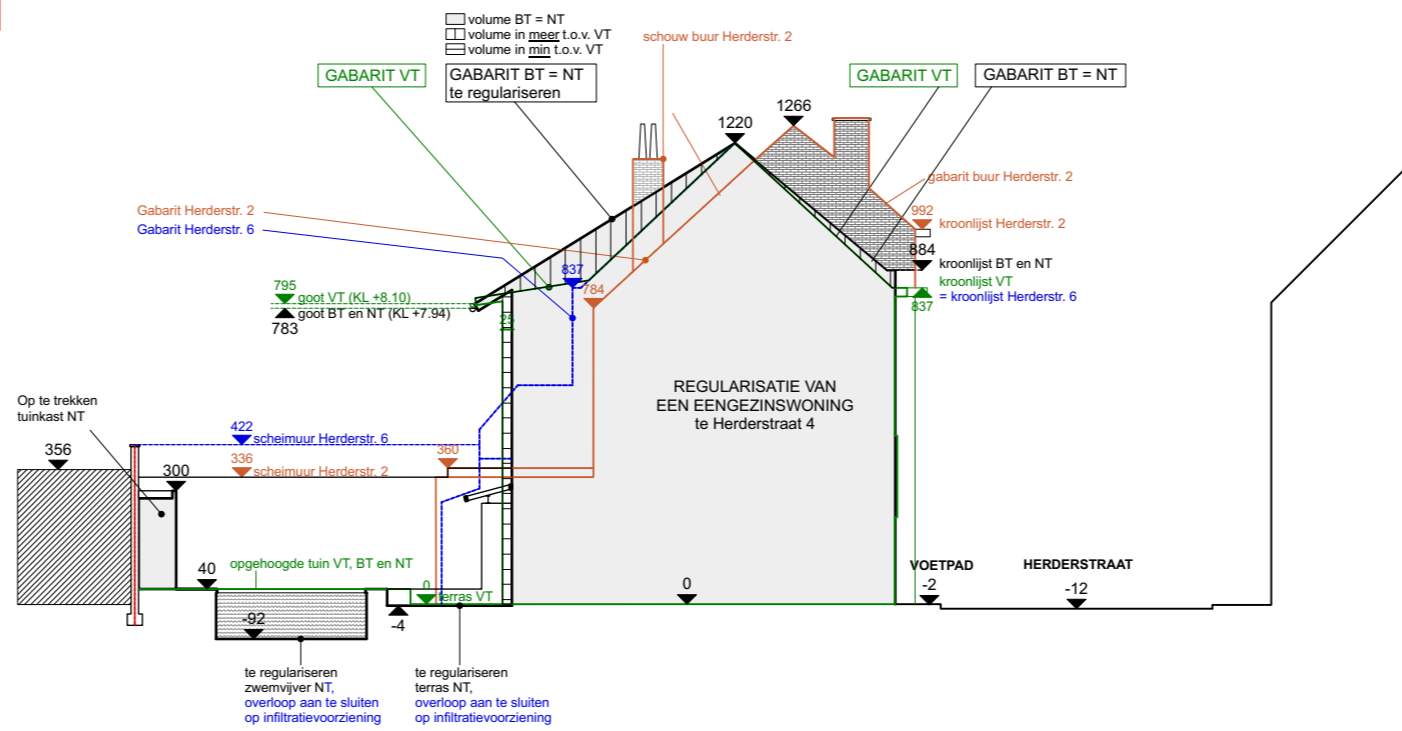 volume BT = NT
volume in meer t.o.v. VT
volume in min t.o.v. VT
schouw buur Herderstr. 2
GABARIT VT
GABARIT BT = NT
te regulariseren
GABARIT VT
GABARIT BT = NT
1220
1266
gabarit buur Herderstr. 2
Gabarit Herderstr. 2
Gabarit Herderstr. 6
992
kroonlijst Herderstr. 2
884
kroonlijst BT en NT
837
784
kroonlijst VT
= kroonlijst Herderstr. 6
837
795
goot VT (KL +8.10)
goot BT en NT (KL +7.94)
783
25
REGULARISATIE VAN
EEN EENGEZINSWONING
te Herderstraat 4
Op te trekken
tuinkast NT
422
scheimuur Herderstr. 6
356
300
336
scheimuur Herderstr. 2
360
opgehoogde tuin VT, BT en NT
40
0
terras VT
-4
-92
0
VOETPAD
-2
HERDERSTRAAT
-12
te regulariseren
zwemvijver NT,
overloop aan te sluiten
op infiltratievoorziening
te regulariseren
terras NT,
overloop aan te sluiten
op infiltratievoorziening